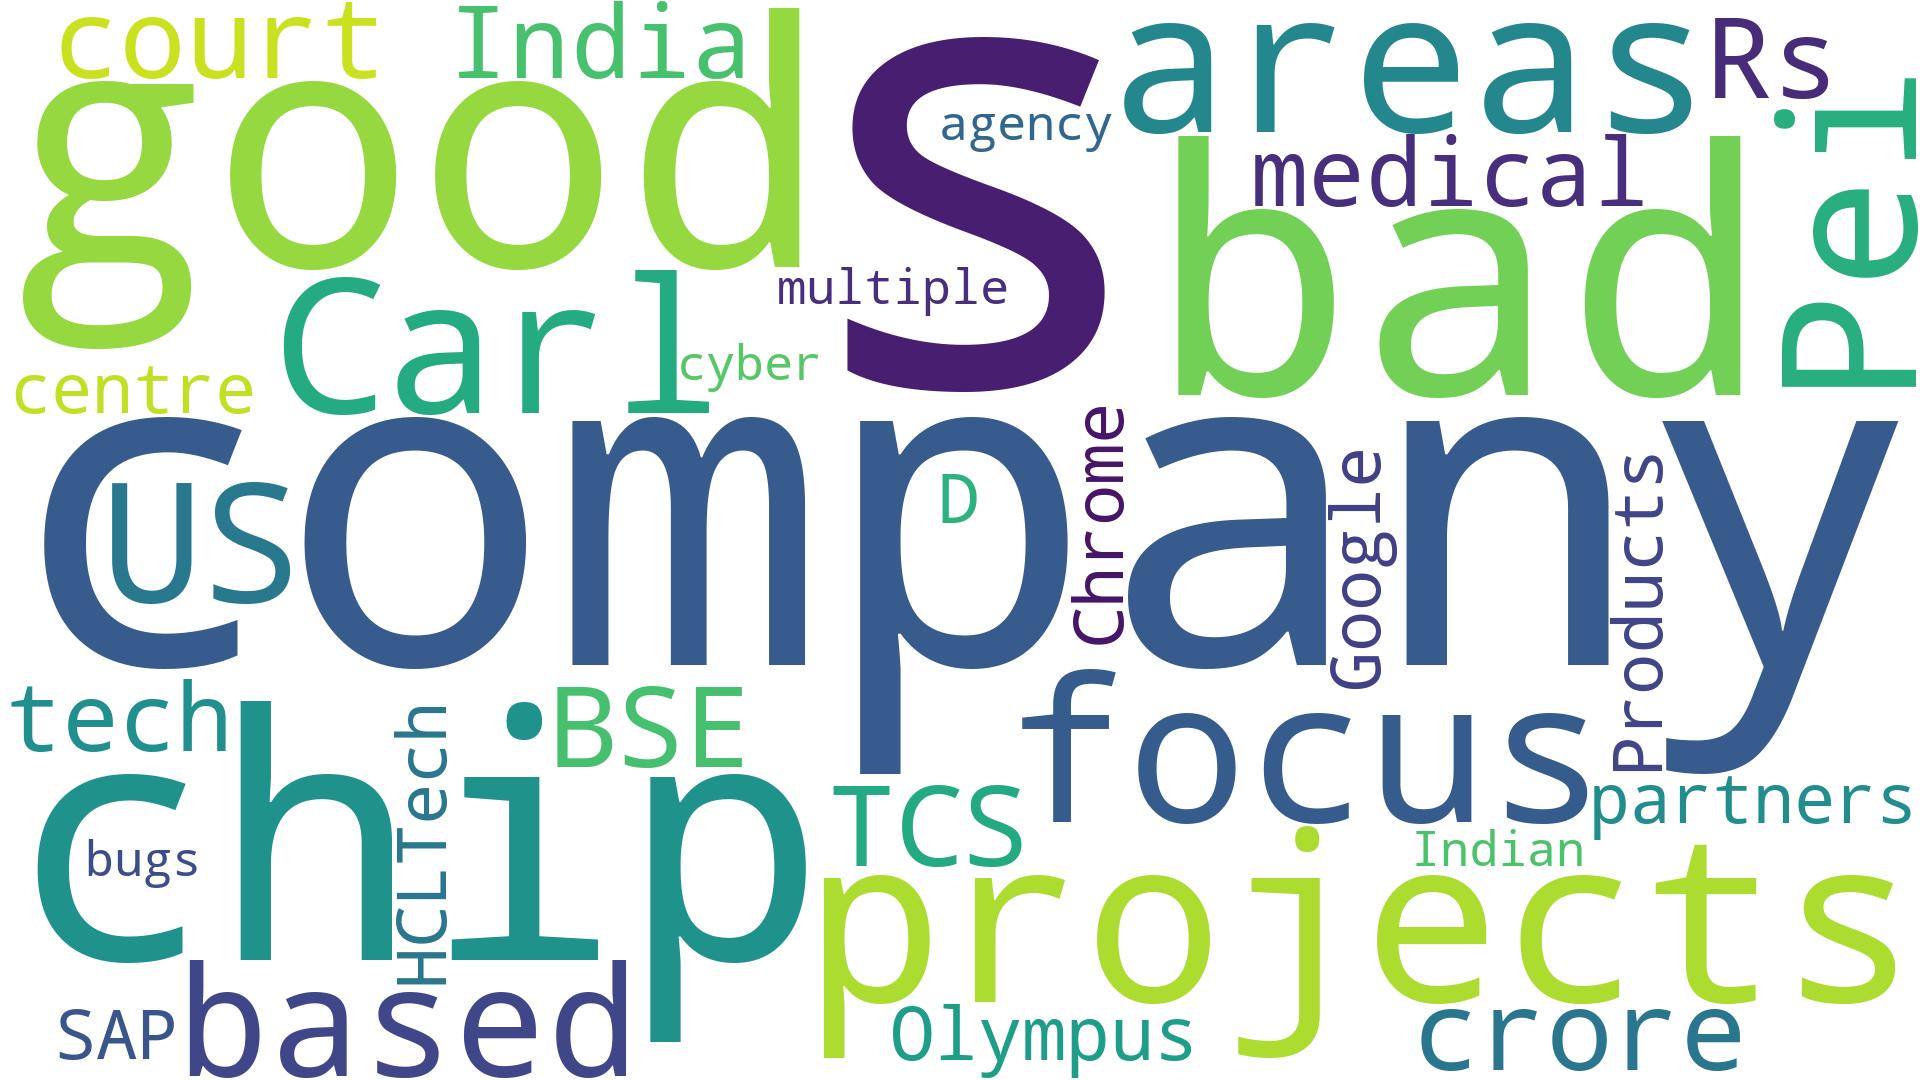 court
India
good
s
agency
areas
Rs
Pei
medical
bad
multiple
Carl
cyber
centre
company
US
D
Chrome
Google
Products
tech
chip
BSE
HCLTech
focus
TCS
partners
bugs
projects
Indian
SAP
based
Olympus
crore